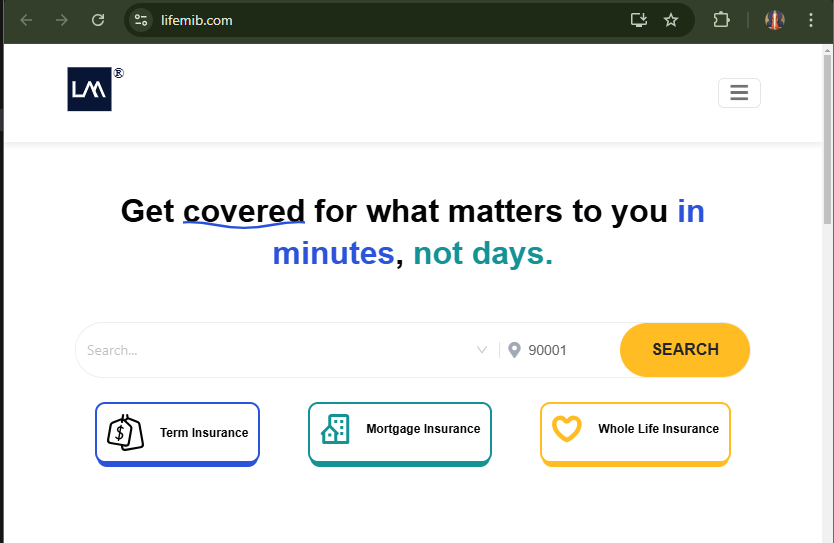 lifemib.com
LM ®
Get covered for what matters to you in
minutes, not days.
Search...
90001
SEARCH
$ Term Insurance
Mortgage Insurance
Whole Life Insurance